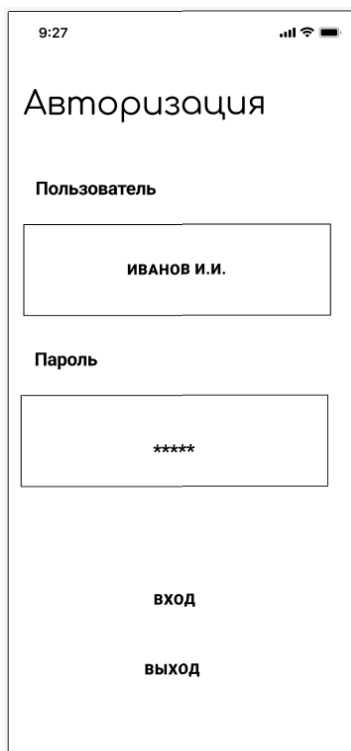 9:27
Авторизация
Пользователь
ИВАНОВ И.И.
Пароль
*****
ВХОД
ВЫХОД